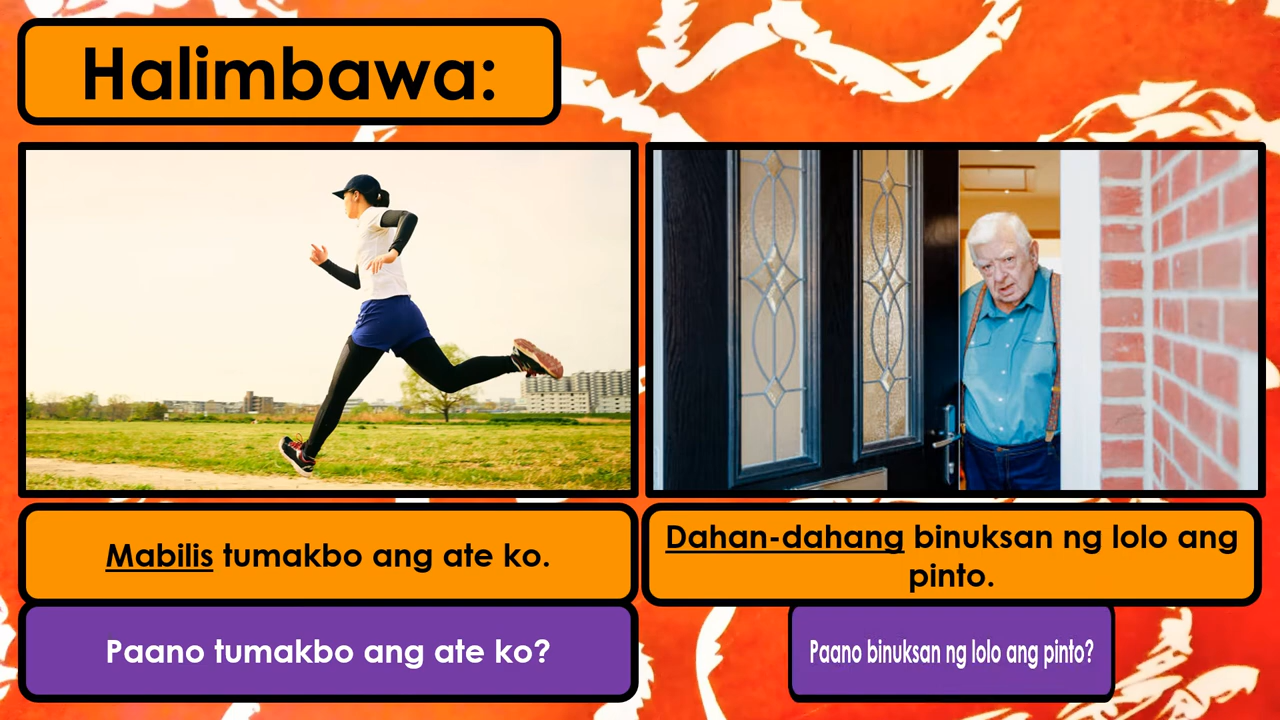 Halimbawa:
Mabilis tumakbo ang ate ko.
Dahan-dahang binuksan ng lolo ang
pinto.
Paano tumakbo ang ate ko?
Paano binuksan ng lolo ang pinto?